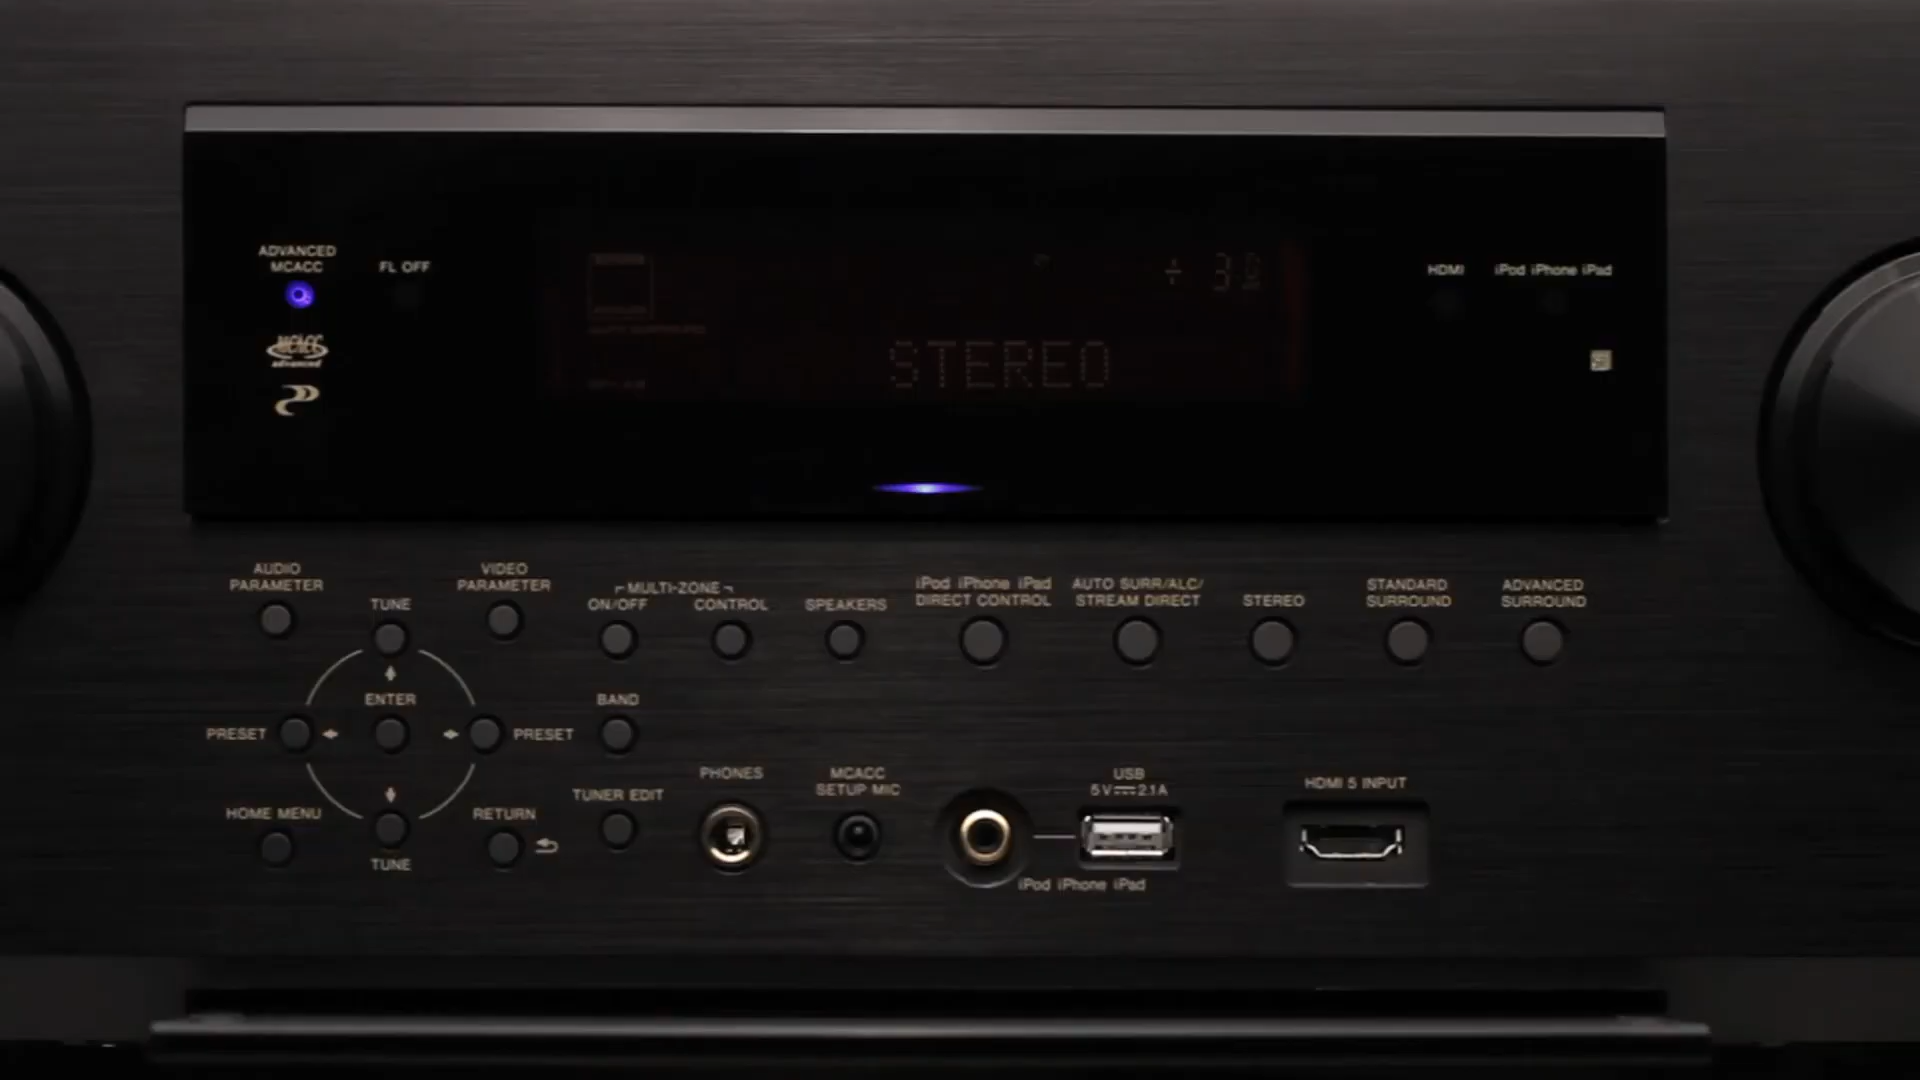 ADVANCED
MCACC
FL OFF
HDMI
iPod iPhone iPad
MCACC
advanced
STEREO
AUDIO
PARAMETER
VIDEO
PARAMETER
TUNE
MULTI-ZONE
ON/OFF
CONTROL
SPEAKERS
iPod iPhone iPad
DIRECT CONTROL
AUTO SURR/ALC/
STREAM DIRECT
STEREO
STANDARD
SURROUND
ADVANCED
SURROUND
ENTER
BAND
PRESET
PRESET
PHONES
MCACC
SETUP MIC
USB
5V 2.1A
HDMI 5 INPUT
TUNER EDIT
HOME MENU
RETURN
TUNE
iPod iPhone iPad